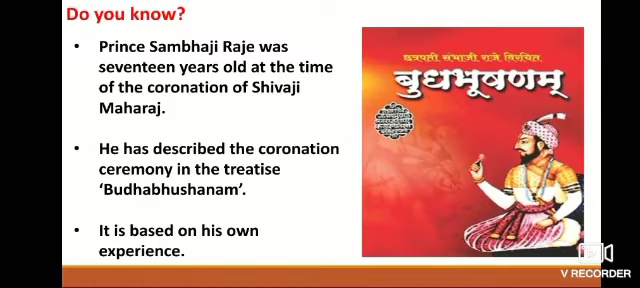 Do you know?
• Prince Sambhaji Raje was
seventeen years old at the time
of the coronation of Shivaji
Maharaj.
• He has described the coronation
ceremony in the treatise
‘Budhabhushanam’.
• It is based on his own
experience.
छत्रपती संभाजी राजे विरचित
बुधभूषणम्
V RECORDER